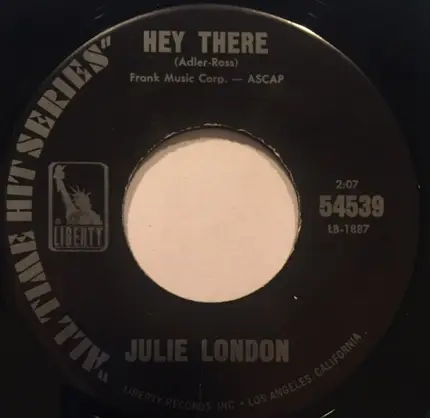 HEY THERE
(Adler-Ross)
Frank Music Corp. — ASCAP
"ALL TIME HIT SERIES"
LIBERTY
2:07
54539
LB-1887
JULIE LONDON
LIBERTY RECORDS INC • LOS ANGELES, CALIFORNIA